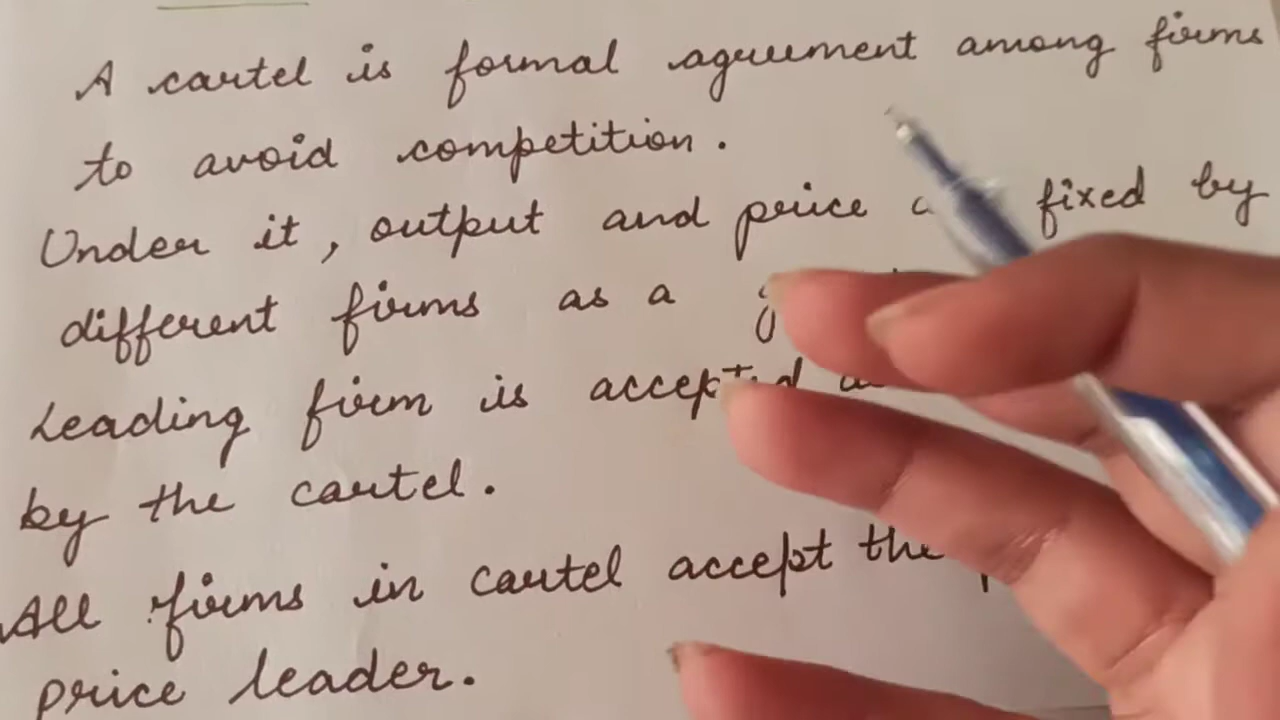 A cartel is formal agreement among firms
to avoid competition.
Under it, output and price fixed by
different firms as a
Leading firm is accepted
by the cartel.
All firms in cartel accept the
price leader.